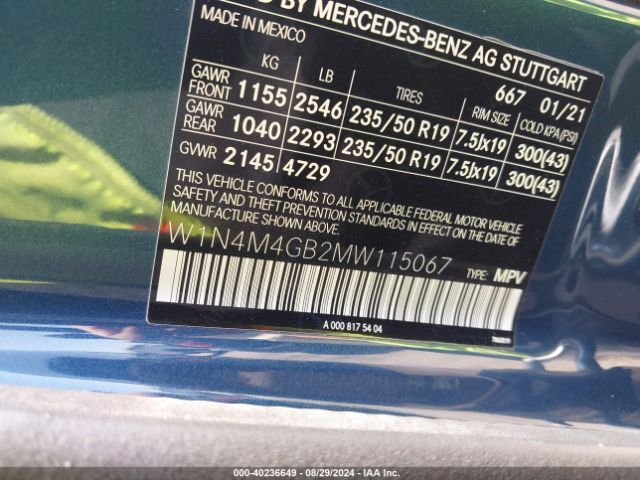 BY MERCEDES-BENZ AG STUTTGART
MADE IN MEXICO 667 01/21
KG LB TIRES RIM SIZE COLD KPA(PSI)
GAWR FRONT 1155 2546 235/50 R19 7.5Jx19 300(43)
GAWR REAR 1040 2293 235/50 R19 7.5Jx19 300(43)
GVWR 2145 4729
THIS VEHICLE CONFORMS TO ALL APPLICABLE FEDERAL MOTOR VEHICLE
SAFETY AND THEFT PREVENTION STANDARDS IN EFFECT ON THE DATE OF
MANUFACTURE SHOWN ABOVE.
W1N4M4GB2MW115067 TYPE: MPV
A 000 817 54 04
000-40236649 - 08/29/2024 - IAA Inc.